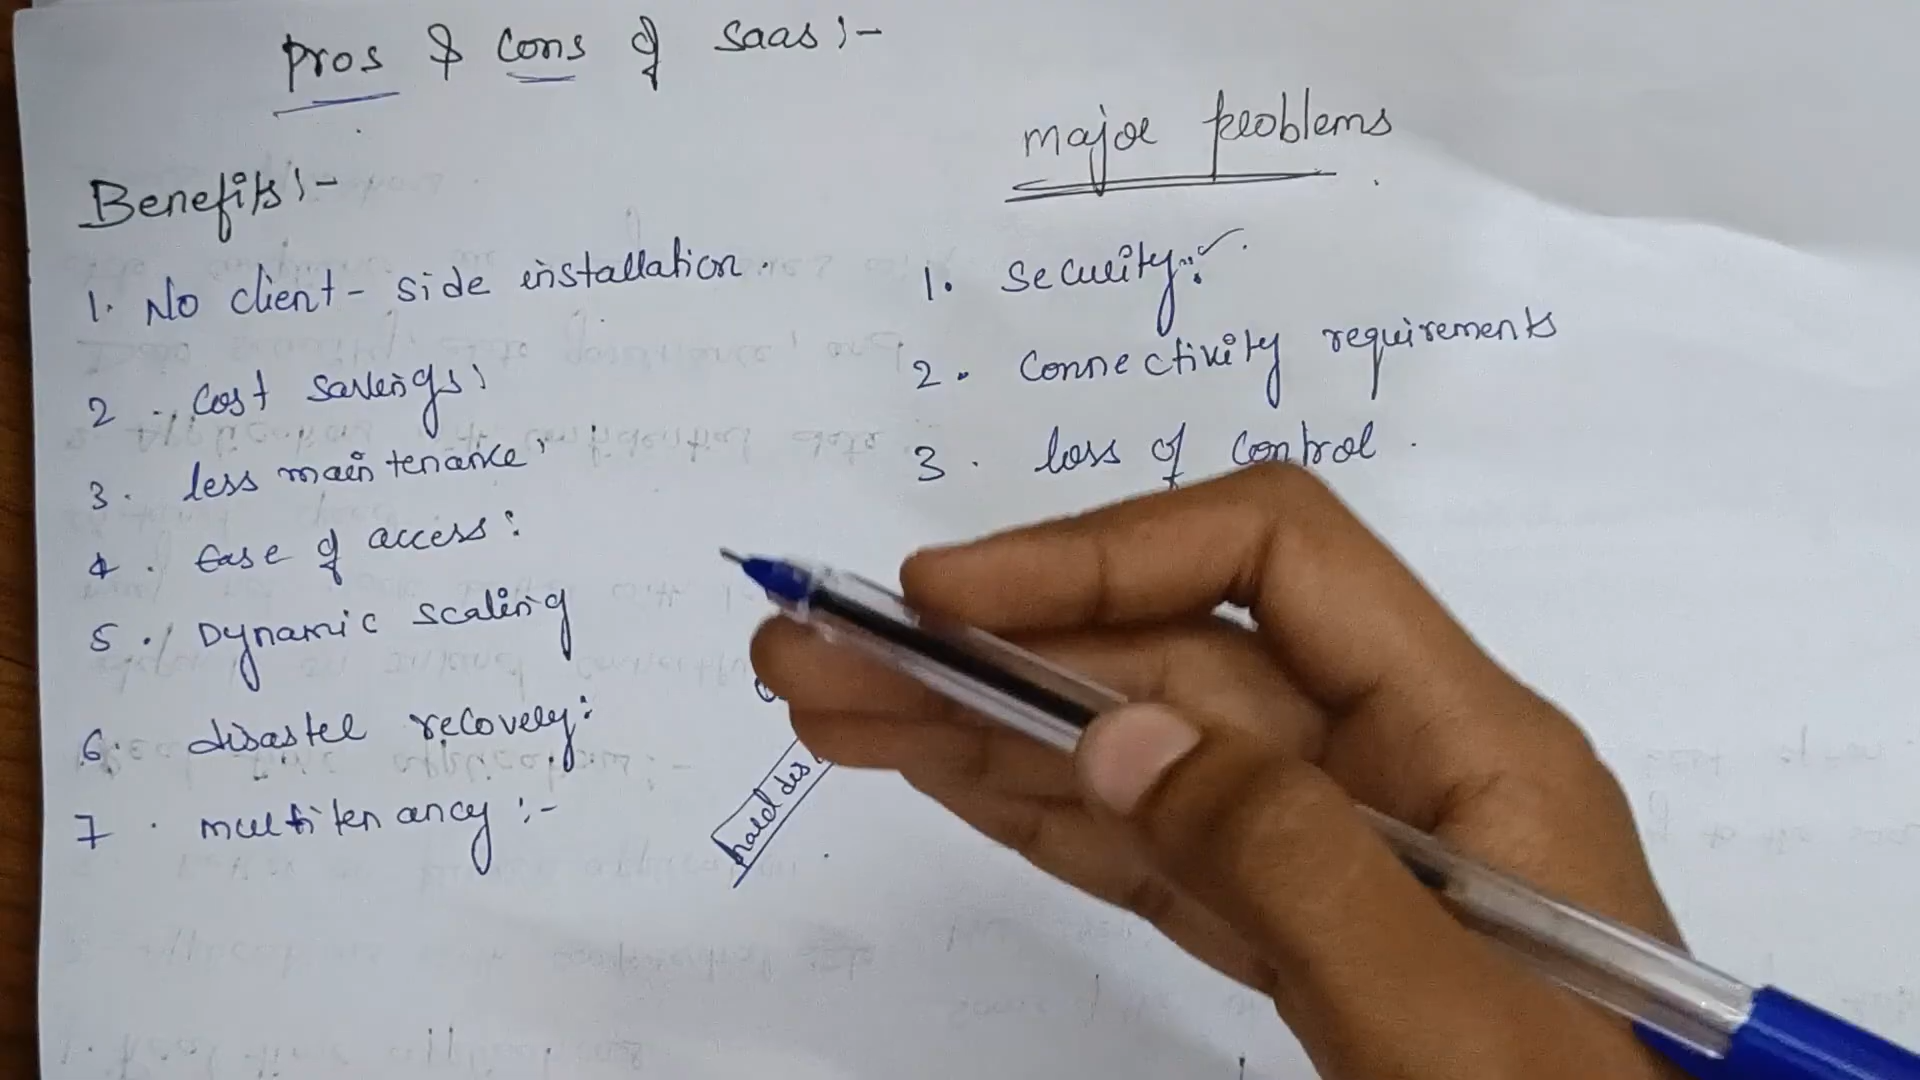 Pros & Cons of Saas :-
Benefits :-
1. No client-side installation.
2. Cost savings :
3. less maintenance
4. Ease of access :
5. Dynamic scaling
6. disaster recovery :
7. multitenancy :-
major problems
1. Security :
2. Connectivity requirements
3. loss of control.